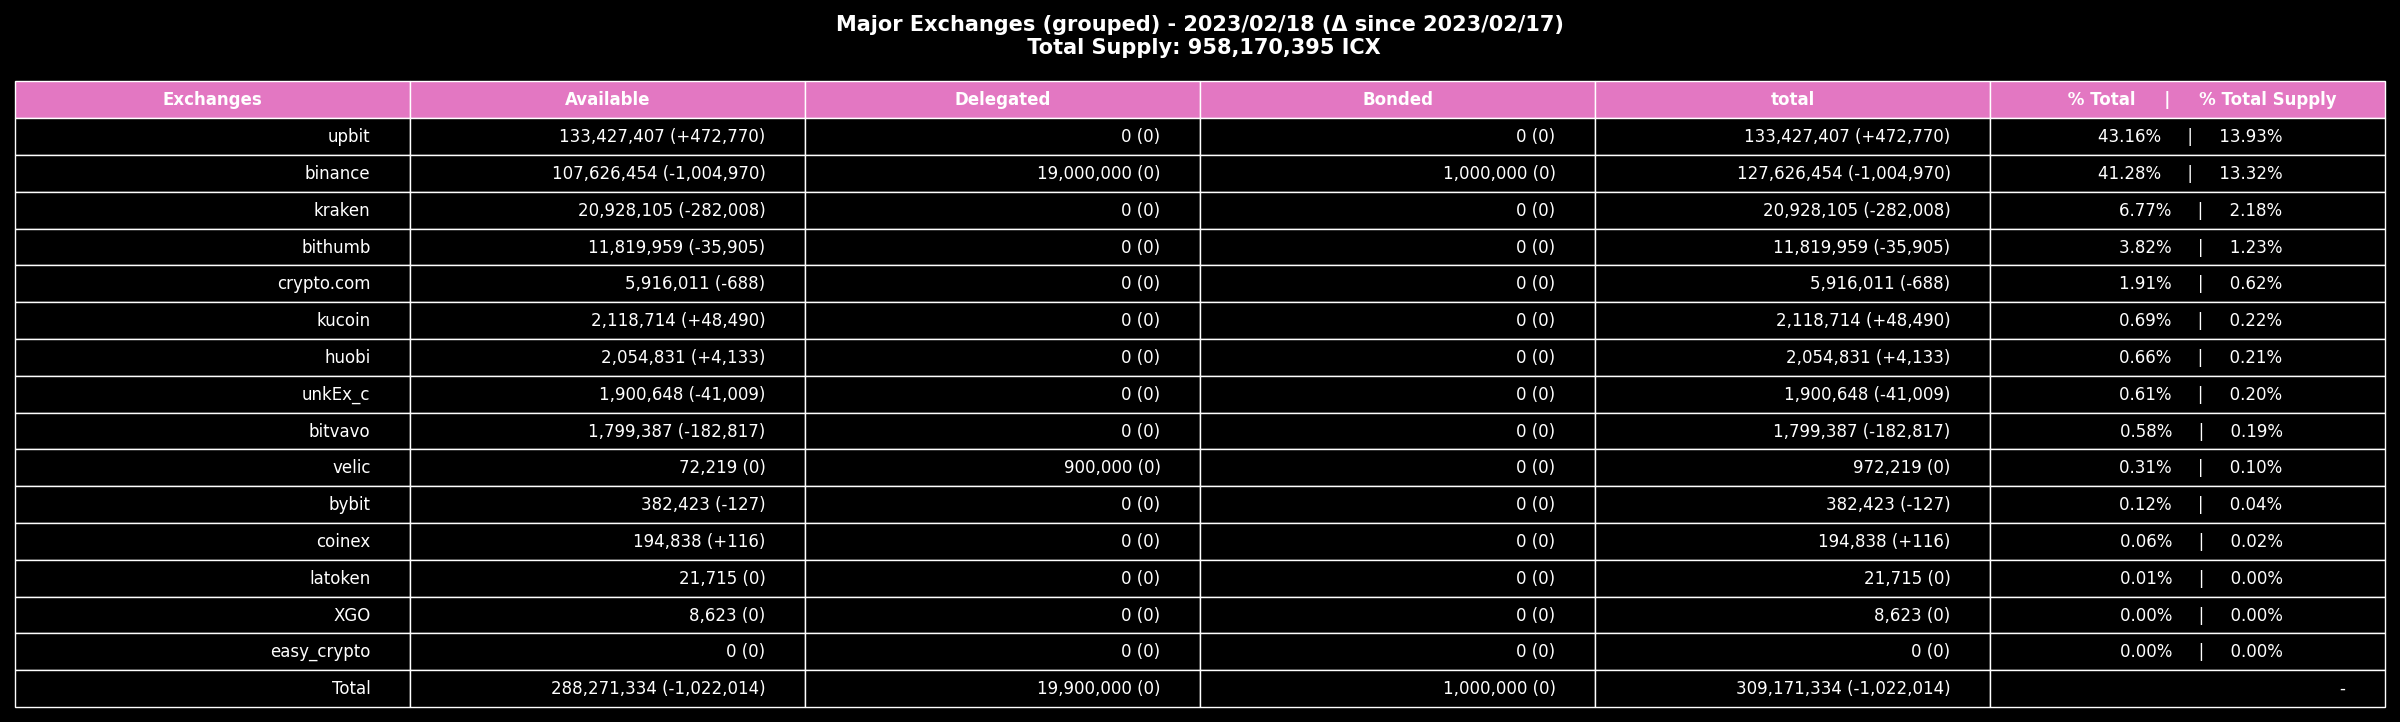 Major Exchanges (grouped) - 2023/02/18 (Δ since 2023/02/17)
Total Supply: 958,170,395 ICX
Exchanges Available Delegated Bonded total % Total | % Total Supply
upbit 133,427,407 (+472,770) 0 (0) 0 (0) 133,427,407 (+472,770) 43.16% | 13.93%
binance 107,626,454 (-1,004,970) 19,000,000 (0) 1,000,000 (0) 127,626,454 (-1,004,970) 41.28% | 13.32%
kraken 20,928,105 (-282,008) 0 (0) 0 (0) 20,928,105 (-282,008) 6.77% | 2.18%
bithumb 11,819,959 (-35,905) 0 (0) 0 (0) 11,819,959 (-35,905) 3.82% | 1.23%
crypto.com 5,916,011 (-688) 0 (0) 0 (0) 5,916,011 (-688) 1.91% | 0.62%
kucoin 2,118,714 (+48,490) 0 (0) 0 (0) 2,118,714 (+48,490) 0.69% | 0.22%
huobi 2,054,831 (+4,133) 0 (0) 0 (0) 2,054,831 (+4,133) 0.66% | 0.21%
unkEx_c 1,900,648 (-41,009) 0 (0) 0 (0) 1,900,648 (-41,009) 0.61% | 0.20%
bitvavo 1,799,387 (-182,817) 0 (0) 0 (0) 1,799,387 (-182,817) 0.58% | 0.19%
velic 72,219 (0) 900,000 (0) 0 (0) 972,219 (0) 0.31% | 0.10%
bybit 382,423 (-127) 0 (0) 0 (0) 382,423 (-127) 0.12% | 0.04%
coinex 194,838 (+116) 0 (0) 0 (0) 194,838 (+116) 0.06% | 0.02%
latoken 21,715 (0) 0 (0) 0 (0) 21,715 (0) 0.01% | 0.00%
XGO 8,623 (0) 0 (0) 0 (0) 8,623 (0) 0.00% | 0.00%
easy_crypto 0 (0) 0 (0) 0 (0) 0 (0) 0.00% | 0.00%
Total 288,271,334 (-1,022,014) 19,900,000 (0) 1,000,000 (0) 309,171,334 (-1,022,014) -